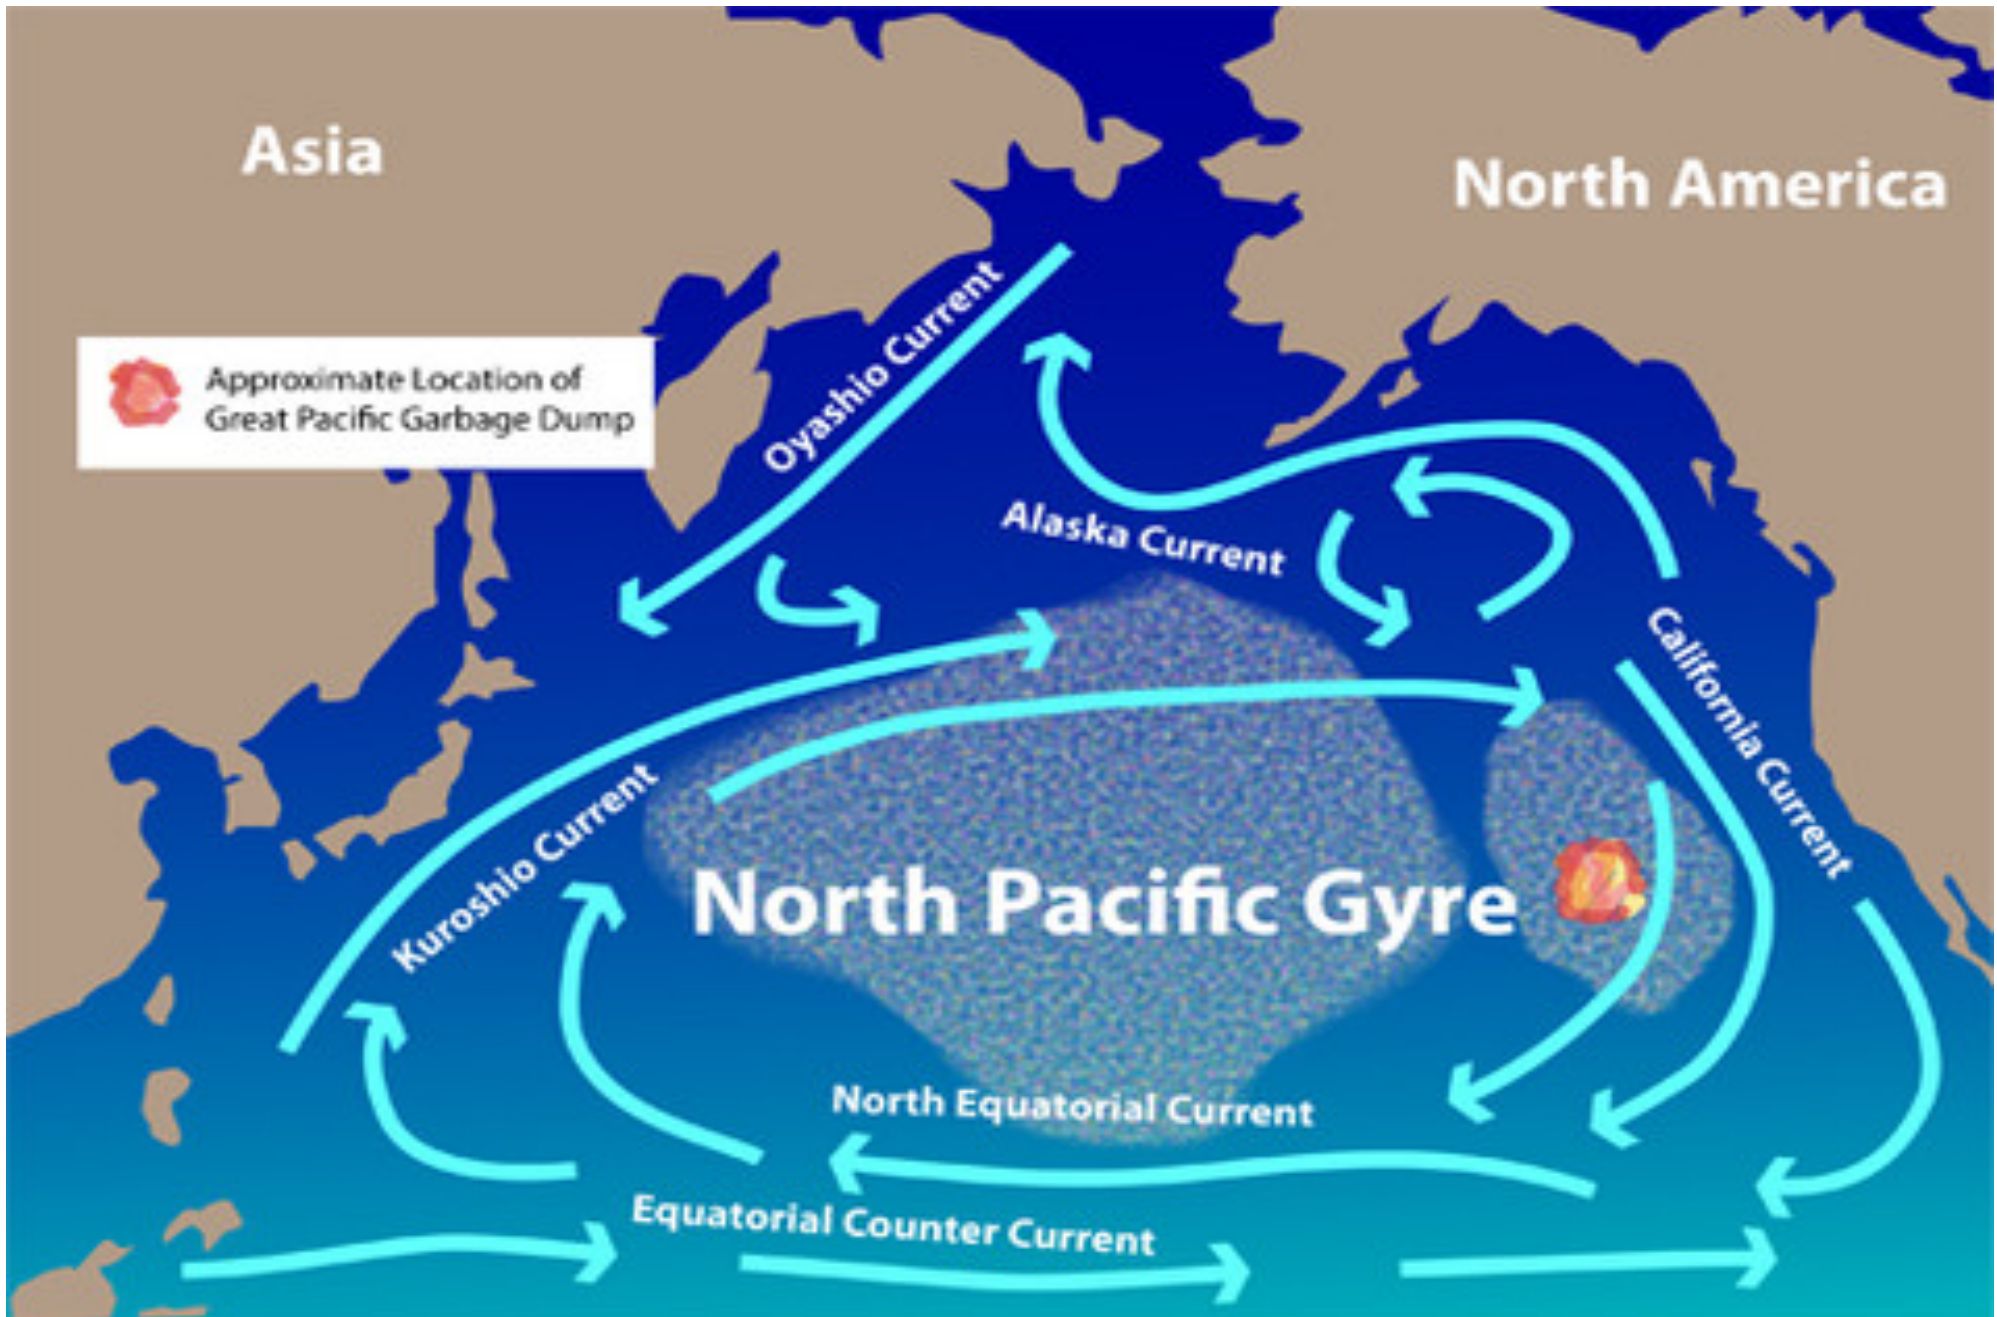 Asia
North America
Approximate Location of
Great Pacific Garbage Dump
Oyashio Current
Alaska Current
California Current
Kuroshio Current
North Pacific Gyre
North Equatorial Current
Equatorial Counter Current